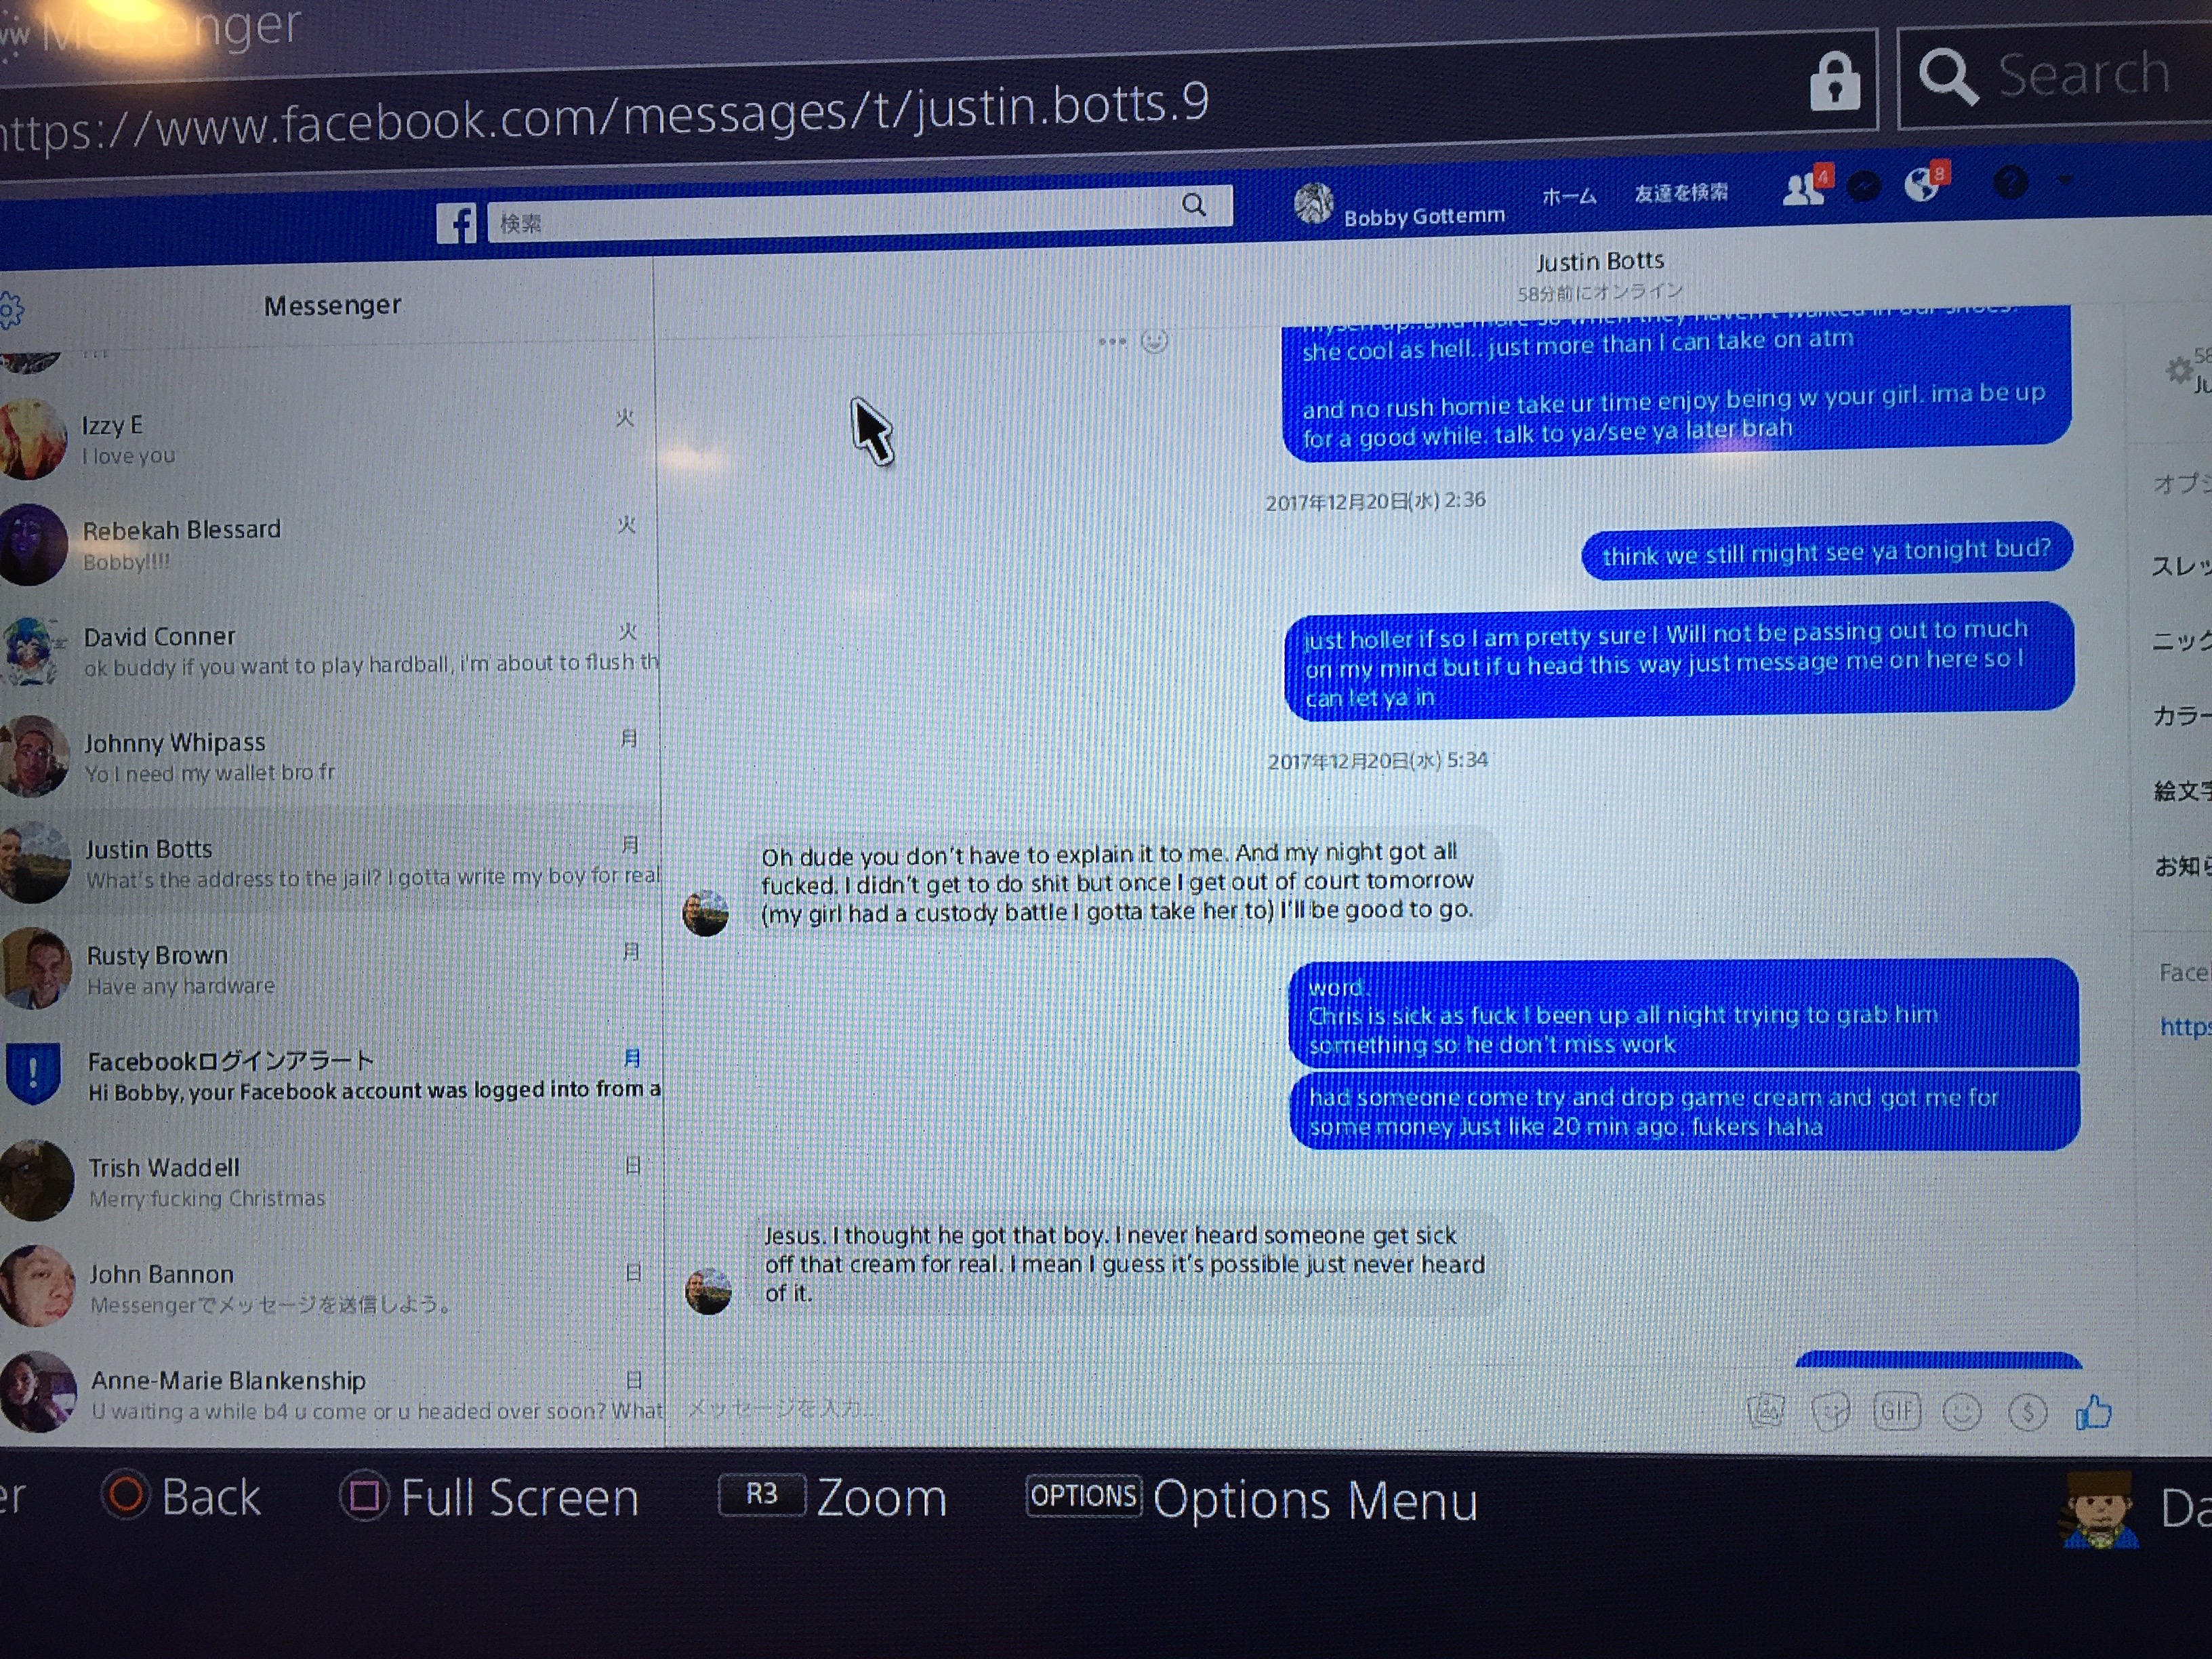 Messenger
https://www.facebook.com/messages/t/justin.botts.9
Search
検索
Bobby Gottemm
ホーム
友達を検索
4
8
?
Messenger
Justin Botts
58分前にオンライン
Izzy E
火
I love you
Rebekah Blessard
火
Bobby!!!!
David Conner
火
ok buddy if you want to play hardball, i'm about to flush th
Johnny Whipass
月
Yo I need my wallet bro fr
Justin Botts
月
What's the address to the jail? I gotta write my boy for real
Rusty Brown
月
Have any hardware
Facebookログインアラート
月
Hi Bobby, your Facebook account was logged into from a
Trish Waddell
日
Merry fucking Christmas
John Bannon
日
Messengerでメッセージを送信しよう。
Anne-Marie Blankenship
日
U waiting a while b4 u come or u headed over soon? What
she cool as hell.. just more than I can take on atm
and no rush homie take ur time enjoy being w your girl. ima be up
for a good while. talk to ya/see ya later brah
2017年12月20日(水) 2:36
think we still might see ya tonight bud?
just holler if so I am pretty sure I Will not be passing out to much
on my mind but if u head this way just message me on here so I
can let ya in
2017年12月20日(水) 5:34
Oh dude you don't have to explain it to me. And my night got all
fucked. I didn't get to do shit but once I get out of court tomorrow
(my girl had a custody battle I gotta take her to) I'll be good to go.
word.
Chris is sick as fuck I been up all night trying to grab him
something so he don't miss work
had someone come try and drop game cream and got me for
some money Just like 20 min ago. fukers haha
Jesus. I thought he got that boy. I never heard someone get sick
off that cream for real. I mean I guess it's possible just never heard
of it.
メッセージを入力...
GIF
$
58
Ju
オプシ
スレッ
ニック
カラー
絵文字
お知ら
Face
https
er
Back
Full Screen
R3 Zoom
OPTIONS Options Menu
Da